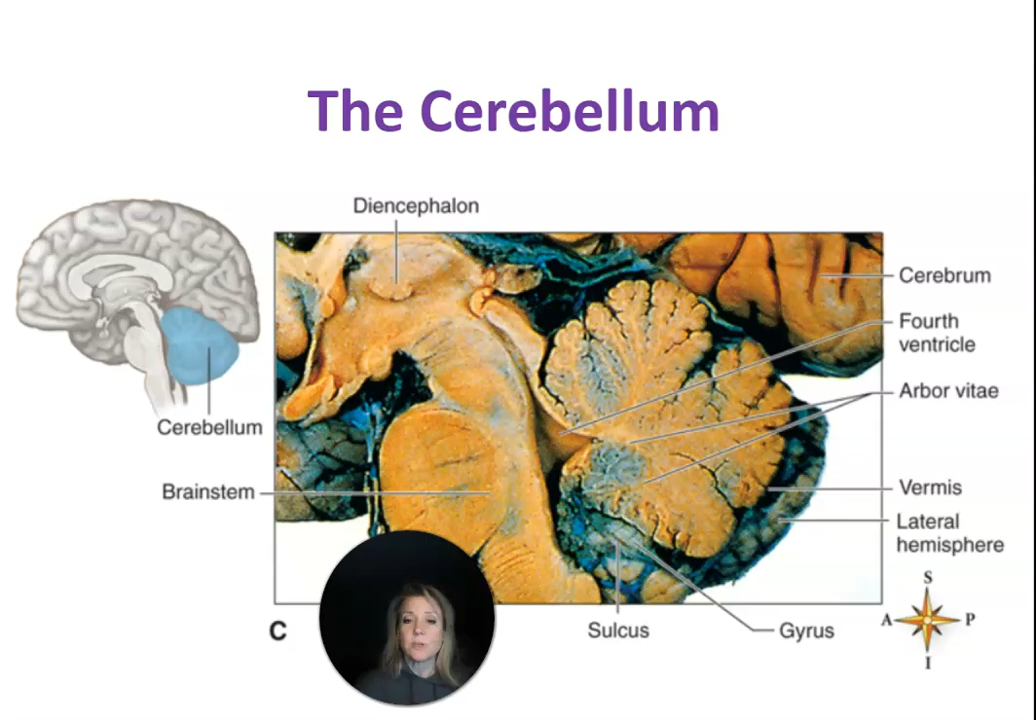 The Cerebellum
Diencephalon
Cerebrum
Fourth
ventricle
Arbor vitae
Cerebellum
Brainstem
Vermis
Lateral
hemisphere
S
A
P
I
C
Sulcus
Gyrus